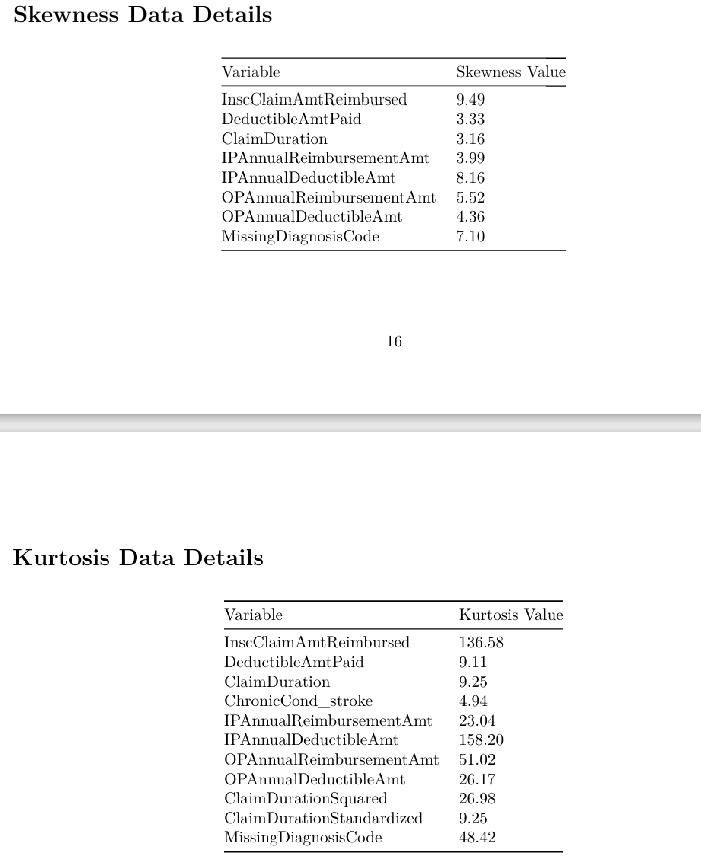 Skewness Data Details
Variable Skewness Value
InscClaimAmtReimbursed 9.49
DeductibleAmtPaid 3.33
ClaimDuration 3.16
IPAnnualReimbursementAmt 3.99
IPAnnualDeductibleAmt 8.16
OPAnnualReimbursementAmt 5.52
OPAnnualDeductibleAmt 4.36
MissingDiagnosisCode 7.10
16
Kurtosis Data Details
Variable Kurtosis Value
InscClaimAmtReimbursed 136.58
DeductibleAmtPaid 9.11
ClaimDuration 9.25
ChronicCond_stroke 4.94
IPAnnualReimbursementAmt 23.04
IPAnnualDeductibleAmt 158.20
OPAnnualReimbursementAmt 51.02
OPAnnualDeductibleAmt 26.17
ClaimDurationSquared 26.98
ClaimDurationStandardized 9.25
MissingDiagnosisCode 48.42